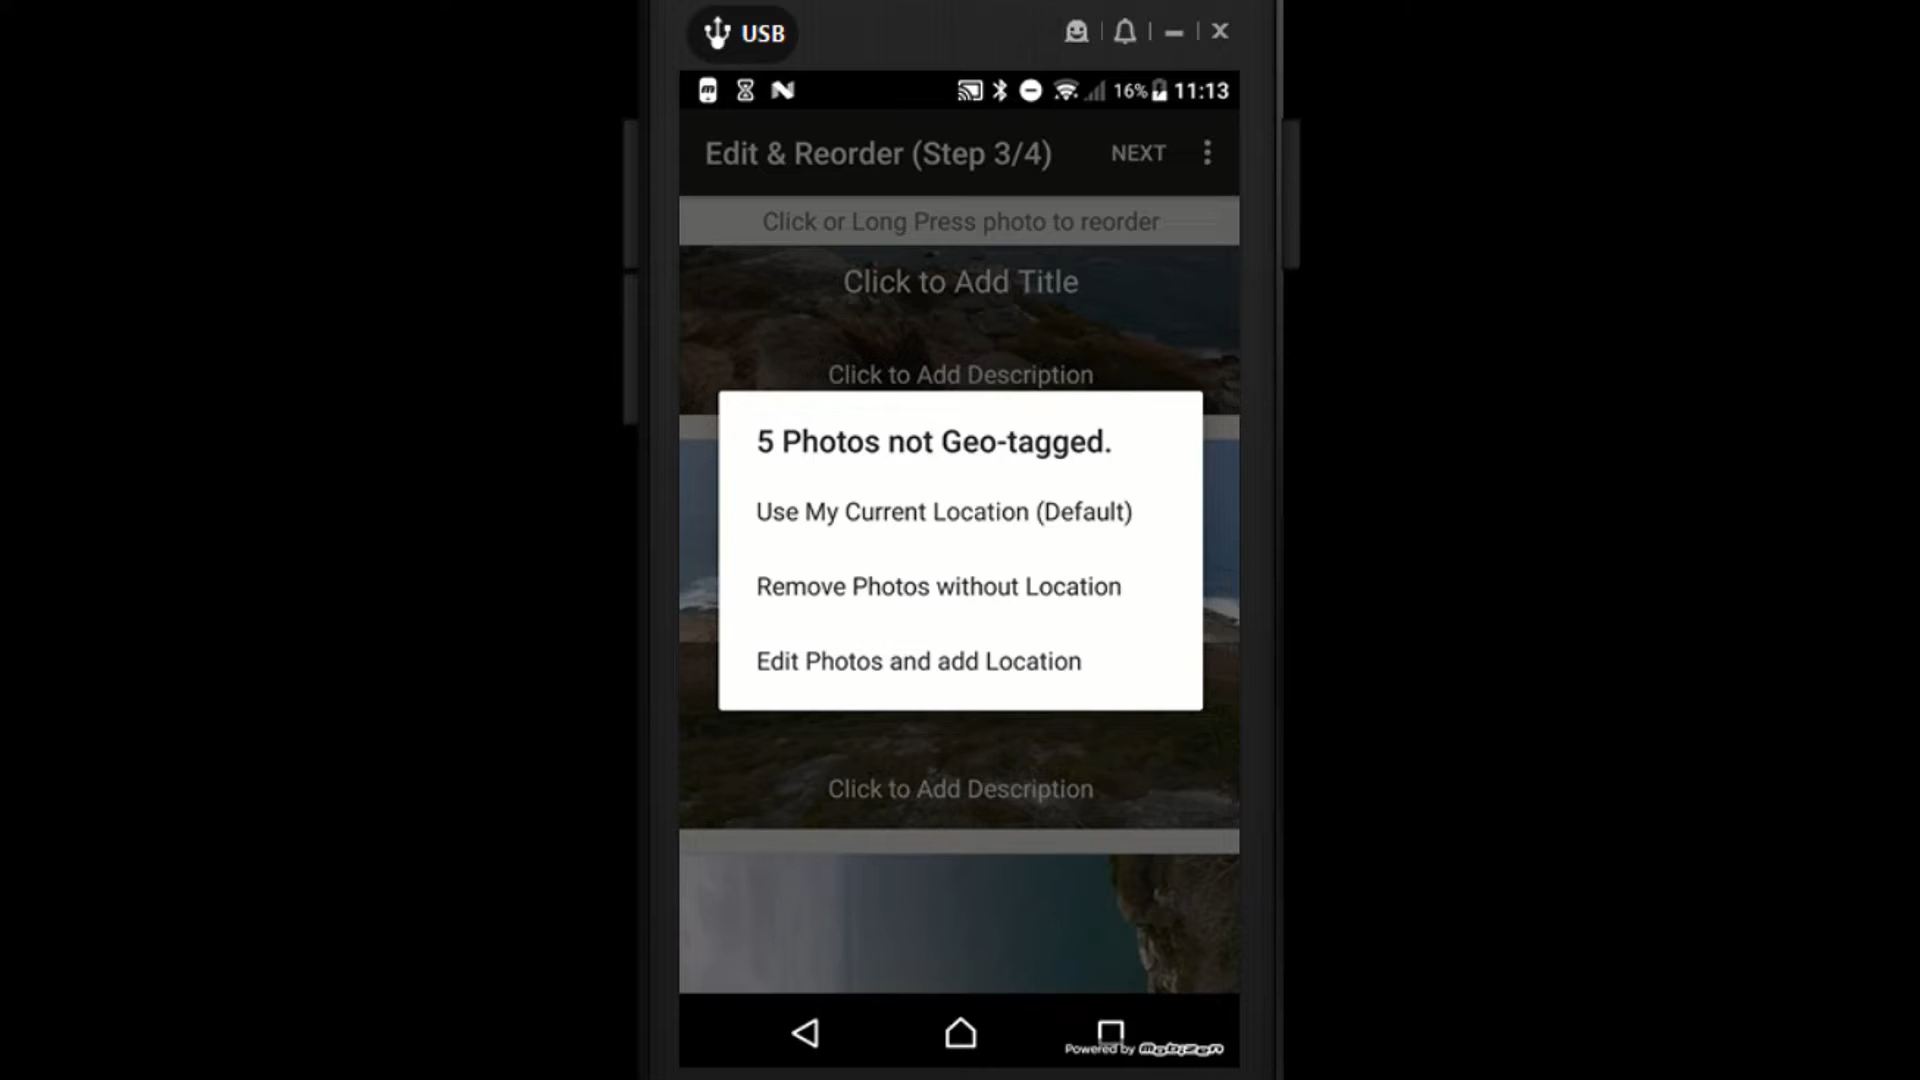 USB
16% 11:13
Edit & Reorder (Step 3/4) NEXT
Click or Long Press photo to reorder
Click to Add Title
Click to Add Description
5 Photos not Geo-tagged.
Use My Current Location (Default)
Remove Photos without Location
Edit Photos and add Location
Click to Add Description
Powered by mobizen